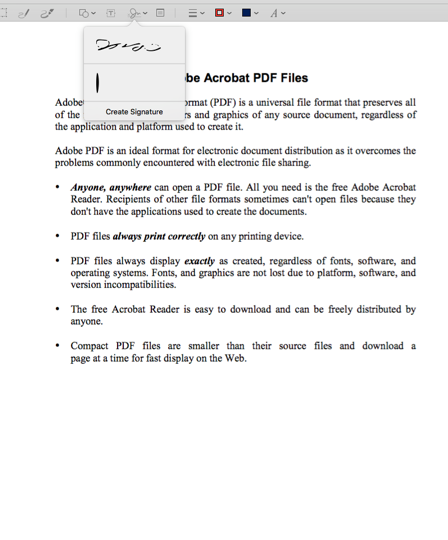 Create Signature
be Acrobat PDF Files
Adobe
ormat (PDF) is a universal file format that preserves all
of the
rs and graphics of any source document, regardless of
the application and platform used to create it.
Adobe PDF is an ideal format for electronic document distribution as it overcomes the
problems commonly encountered with electronic file sharing.
• Anyone, anywhere can open a PDF file. All you need is the free Adobe Acrobat
Reader. Recipients of other file formats sometimes can't open files because they
don't have the applications used to create the documents.
• PDF files always print correctly on any printing device.
• PDF files always display exactly as created, regardless of fonts, software, and
operating systems. Fonts, and graphics are not lost due to platform, software, and
version incompatibilities.
• The free Acrobat Reader is easy to download and can be freely distributed by
anyone.
• Compact PDF files are smaller than their source files and download a
page at a time for fast display on the Web.